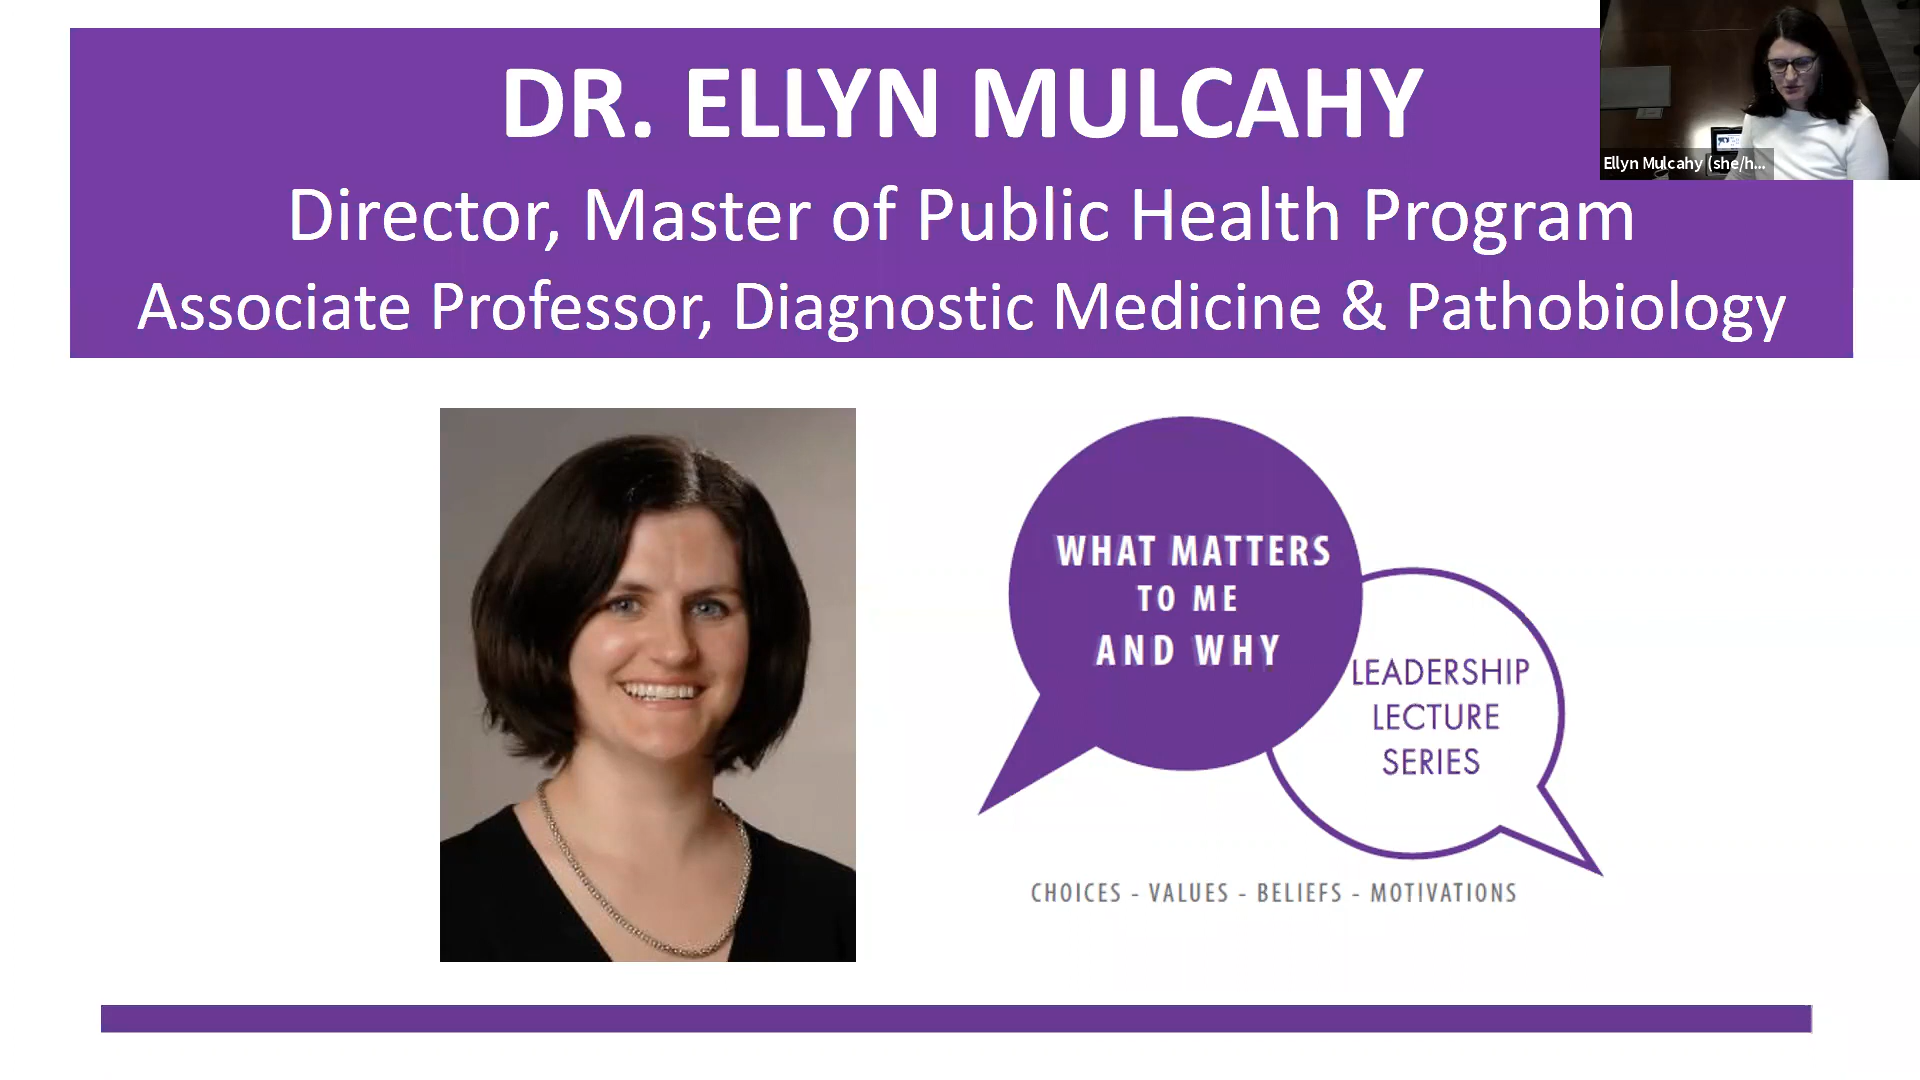 DR. ELLYN MULCAHY
Director, Master of Public Health Program
Associate Professor, Diagnostic Medicine & Pathobiology
Ellyn Mulcahy (she/h...
WHAT MATTERS
TO ME
AND WHY
LEADERSHIP
LECTURE
SERIES
CHOICES - VALUES - BELIEFS - MOTIVATIONS